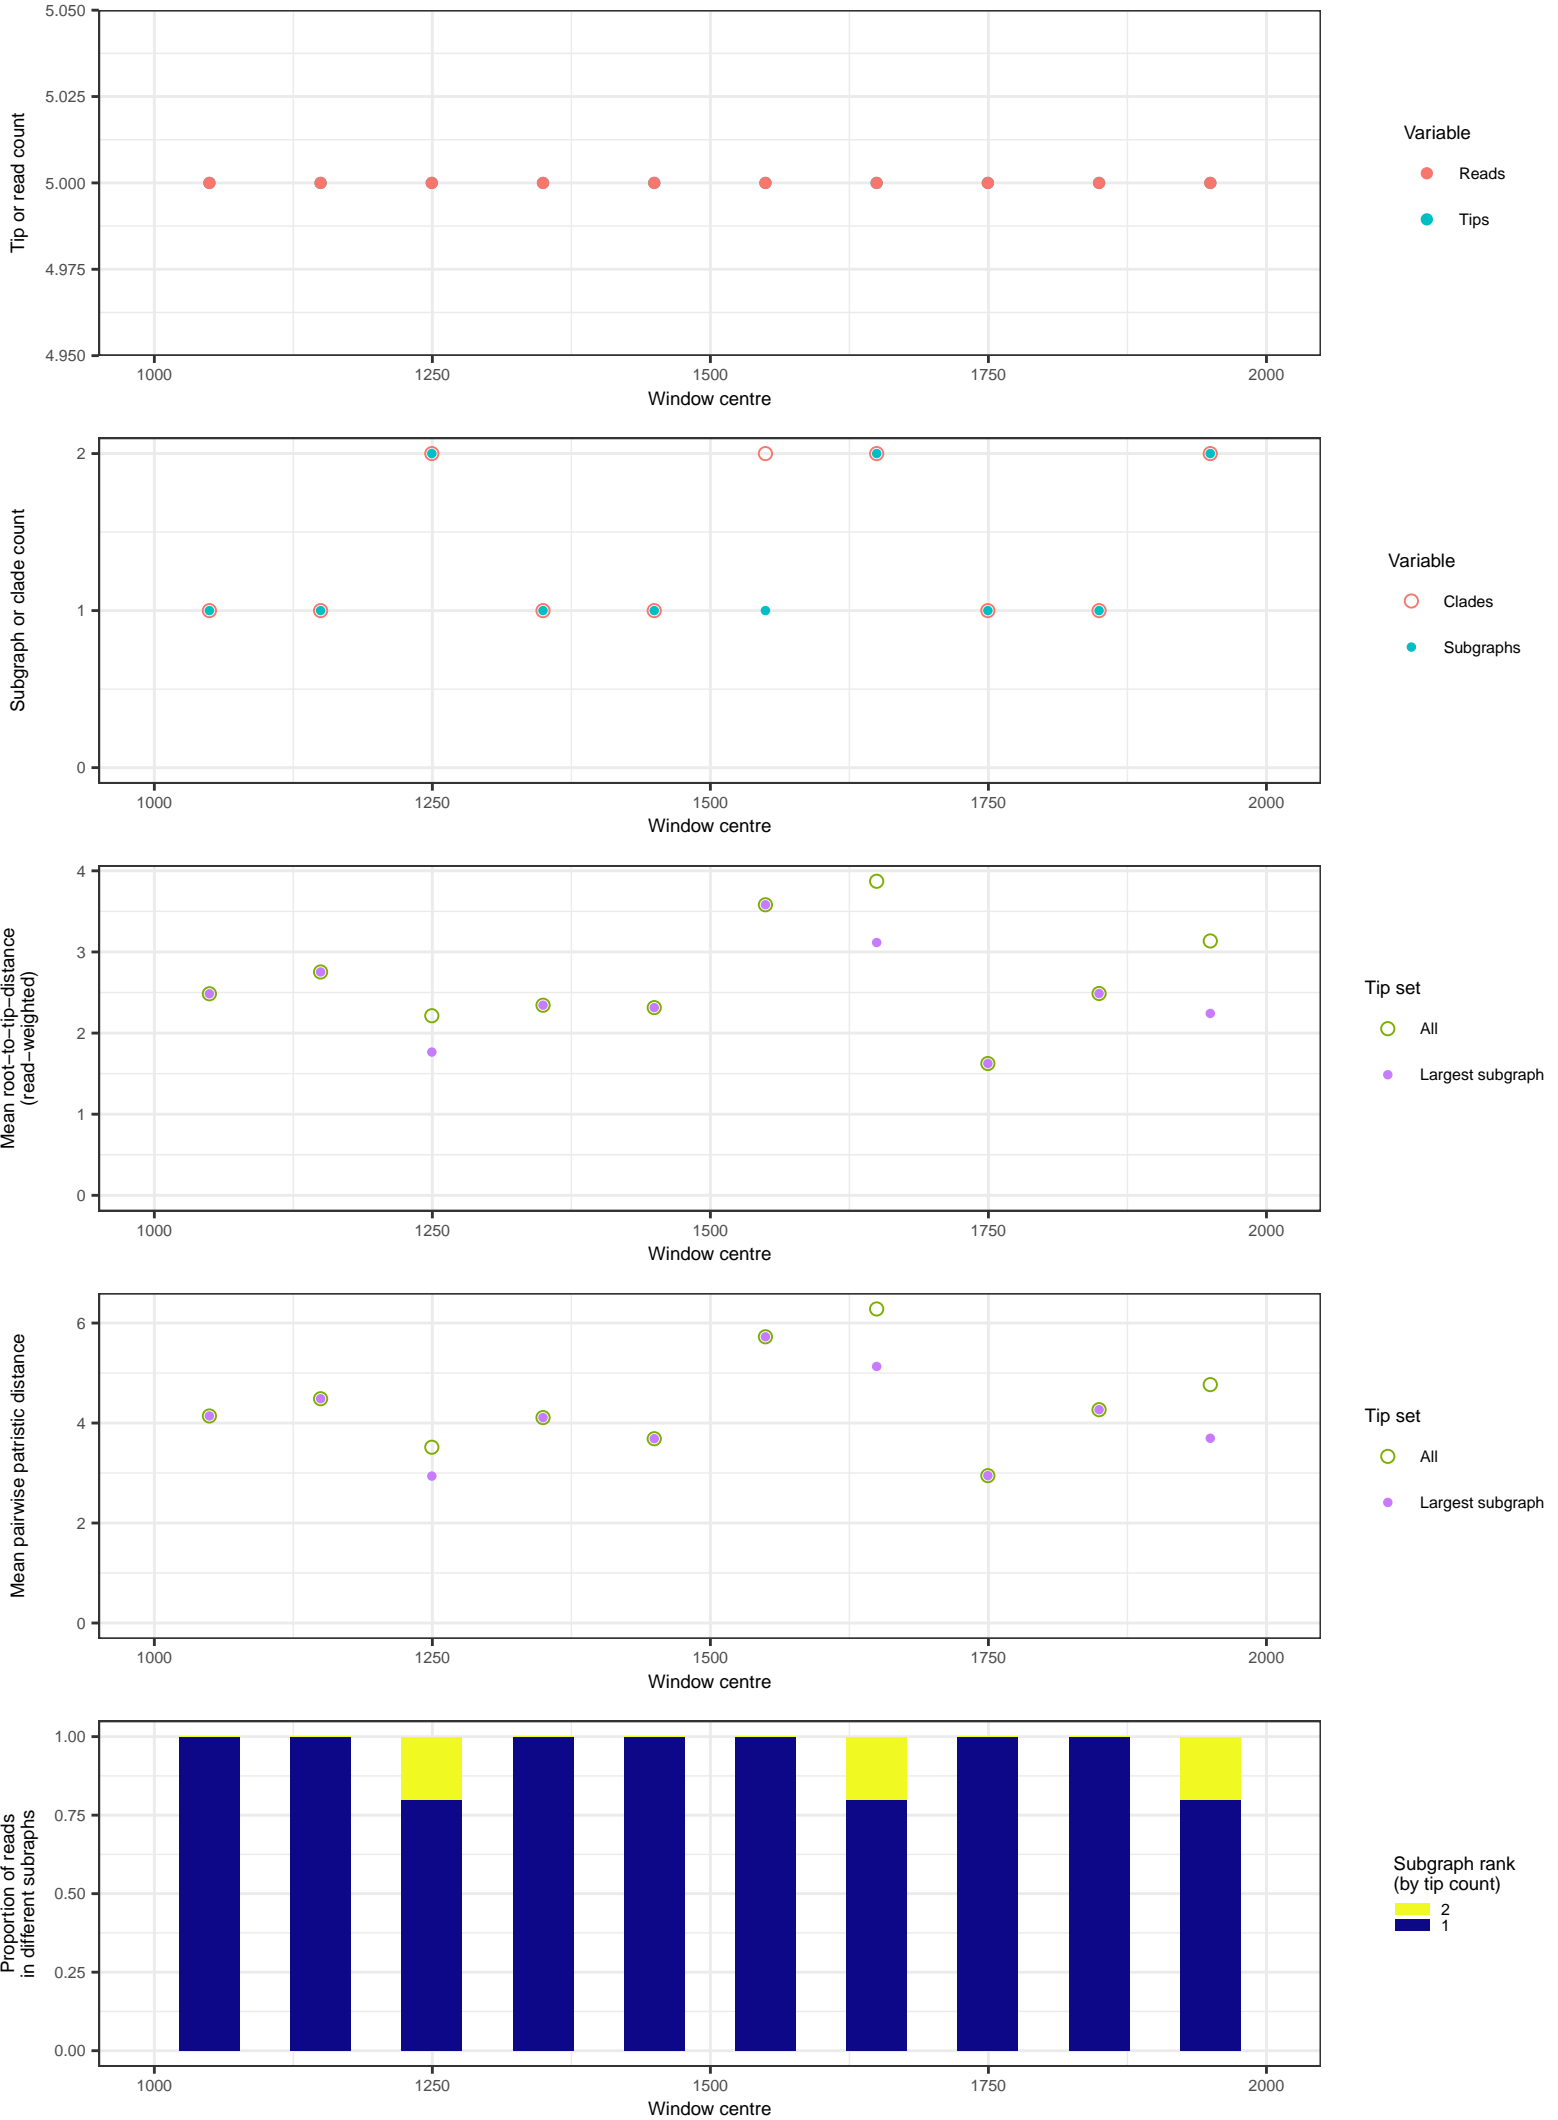 5.050
5.025
5.000
4.975
4.950
Tip or read count
1000 1250 1500 1750 2000
Window centre
Variable
Reads
Tips
2
1
0
Subgraph or clade count
1000 1250 1500 1750 2000
Window centre
Variable
Clades
Subgraphs
4
3
2
1
0
Mean root−to−tip−distance
(read−weighted)
1000 1250 1500 1750 2000
Window centre
Tip set
All
Largest subgraph
6
4
2
0
Mean pairwise patristic distance
1000 1250 1500 1750 2000
Window centre
Tip set
All
Largest subgraph
1.00
0.75
0.50
0.25
0.00
Proportion of reads
in different subraphs
1000 1250 1500 1750 2000
Window centre
Subgraph rank
(by tip count)
2
1